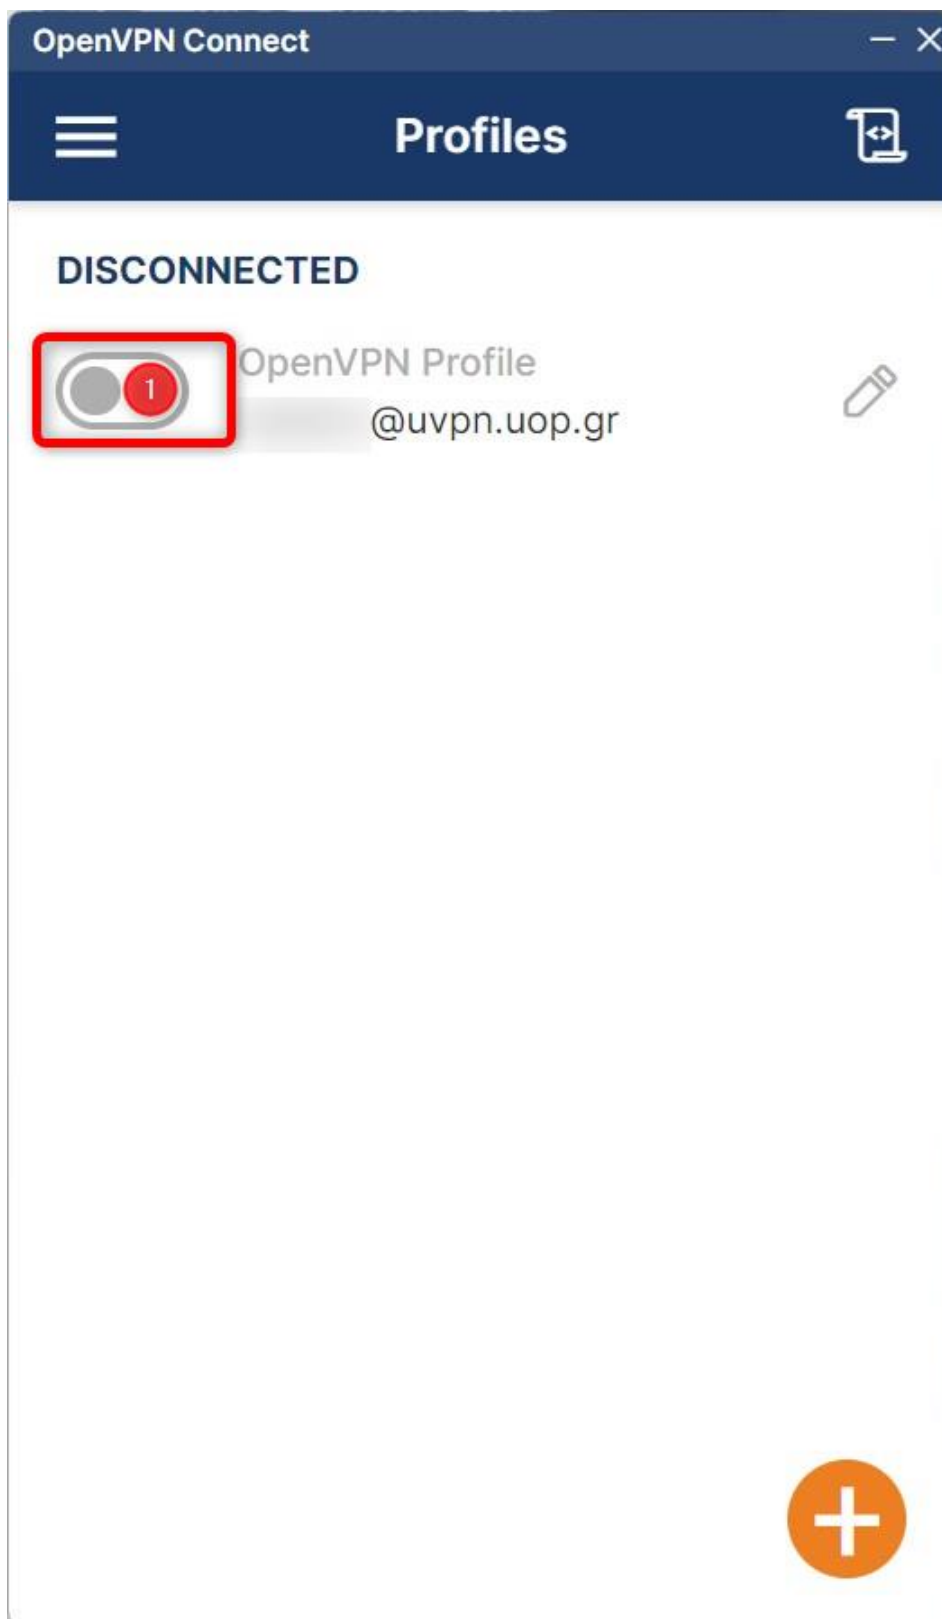 OpenVPN Connect
Profiles
DISCONNECTED
1
OpenVPN Profile
@uvpn.uop.gr